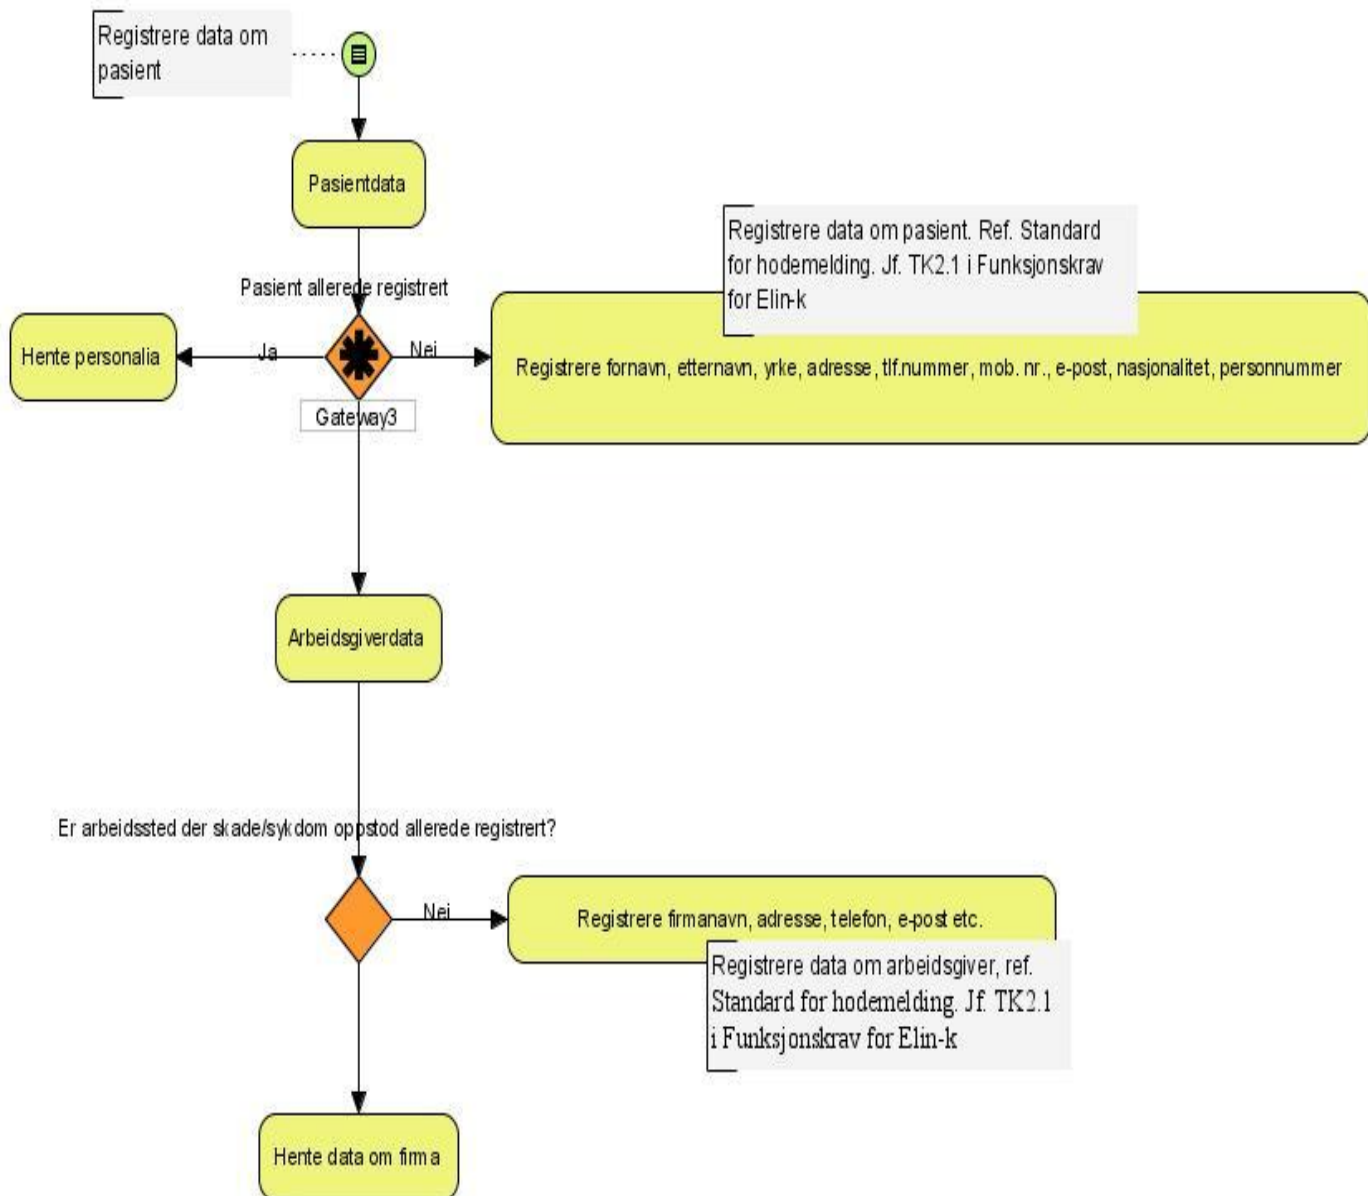 Registrere data om
pasient
Pasientdata
Registrere data om pasient. Ref. Standard
for hodemelding. Jf. TK2.1 i Funksjonskrav
for Elin-k
Pasient allerede registrert
Hente personalia
Ja
Nei
Registrere fornavn, etternavn, yrke, adresse, tlf.nummer, mob. nr., e-post, nasjonalitet, personnummer
Gateway3
Arbeidsgiverdata
Er arbeidssted der skade/sykdom oppstod allerede registrert?
Nei
Registrere firmanavn, adresse, telefon, e-post etc.
Registrere data om arbeidsgiver, ref.
Standard for hodemelding. Jf. TK2.1
i Funksjonskrav for Elin-k
Hente data om firma